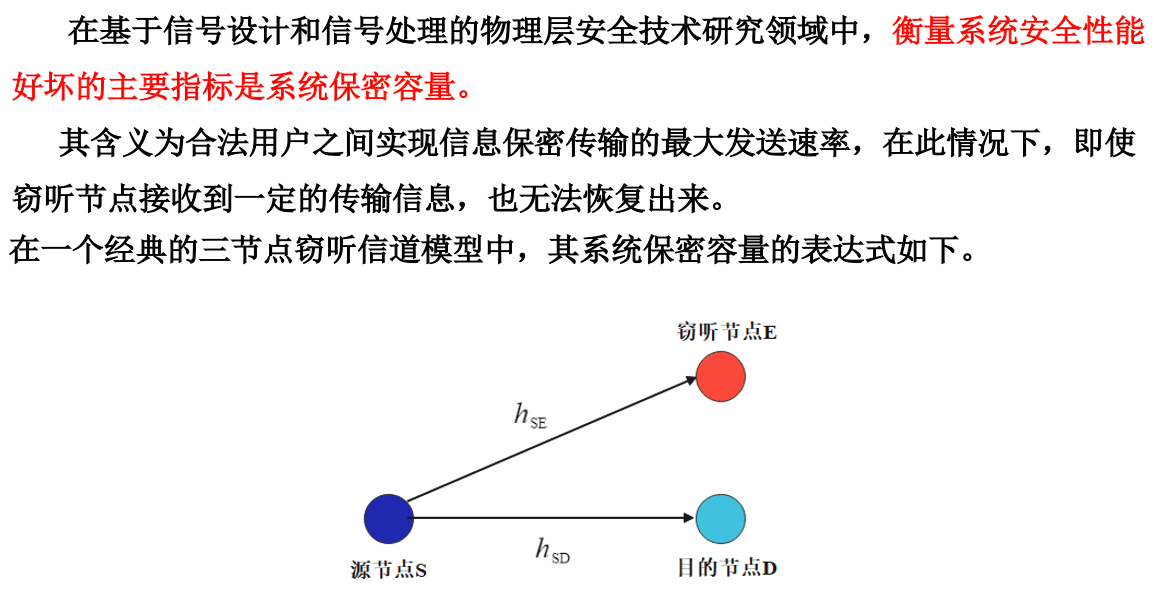 在基于信号设计和信号处理的物理层安全技术研究领域中，衡量系统安全性能
好坏的主要指标是系统保密容量。
其含义为合法用户之间实现信息保密传输的最大发送速率，在此情况下，即使
窃听节点接收到一定的传输信息，也无法恢复出来。
在一个经典的三节点窃听信道模型中，其系统保密容量的表达式如下。
窃听节点E
h_SE
h_SD
源节点S
目的节点D